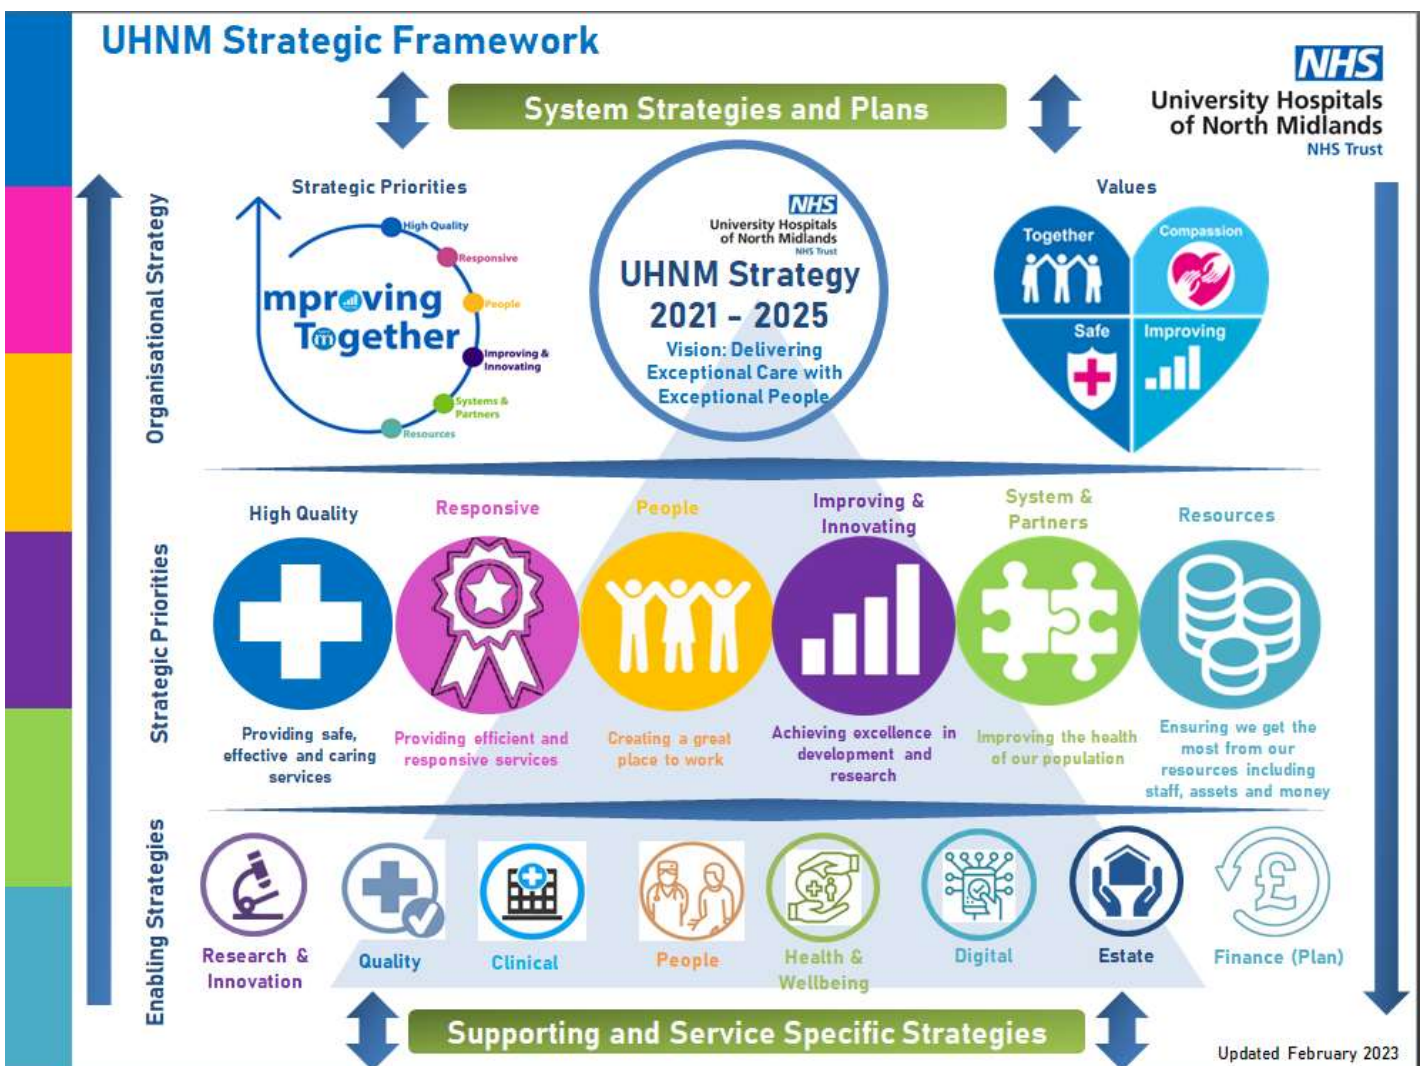 UHNM Strategic Framework
NHS
University Hospitals
of North Midlands
NHS Trust
System Strategies and Plans
Organisational Strategy
Strategic Priorities
High Quality
Responsive
People
Improving &
Innovating
Systems &
Partners
Resources
Improving
Together
NHS
University Hospitals
of North Midlands
NHS Trust
UHNM Strategy
2021 - 2025
Vision: Delivering
Exceptional Care with
Exceptional People
Values
Together
Compassion
Safe
Improving
Strategic Priorities
High Quality
Providing safe,
effective and caring
services
Responsive
Providing efficient and
responsive services
People
Creating a great
place to work
Improving &
Innovating
Achieving excellence in
development and
research
System &
Partners
Improving the health
of our population
Resources
Ensuring we get the
most from our
resources including
staff, assets and money
Enabling Strategies
Research &
Innovation
Quality
Clinical
People
Health &
Wellbeing
Digital
Estate
Finance (Plan)
Supporting and Service Specific Strategies
Updated February 2023